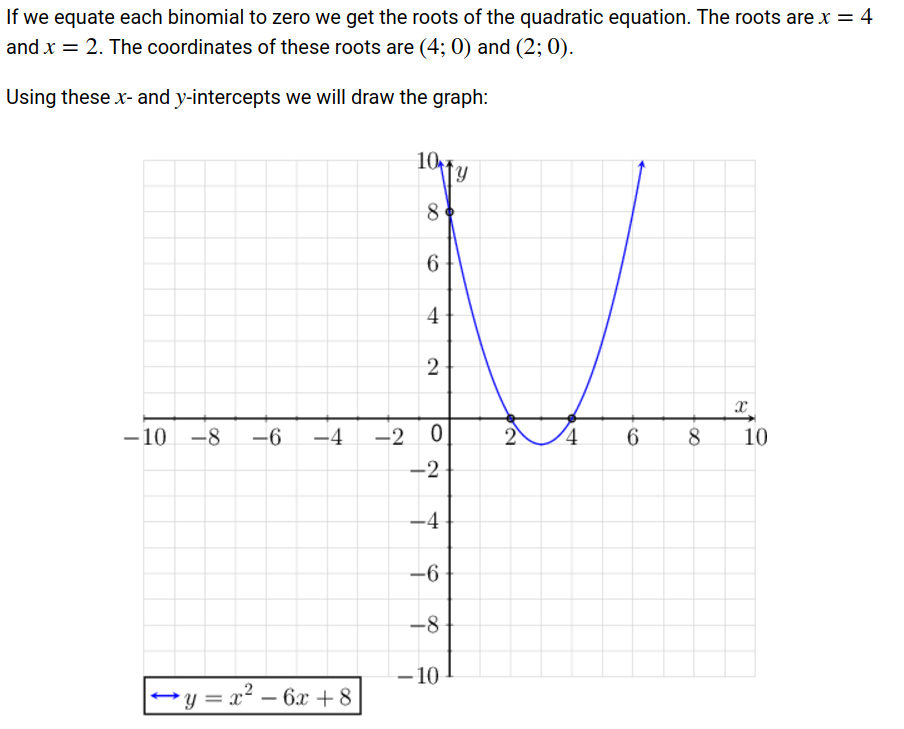 If we equate each binomial to zero we get the roots of the quadratic equation. The roots are x = 4
and x = 2. The coordinates of these roots are (4; 0) and (2; 0).
Using these x- and y-intercepts we will draw the graph:
10
y
8
6
4
2
x
−10 −8 −6 −4 −2 0 2 4 6 8 10
−2
−4
−6
−8
−10
y = x² − 6x + 8